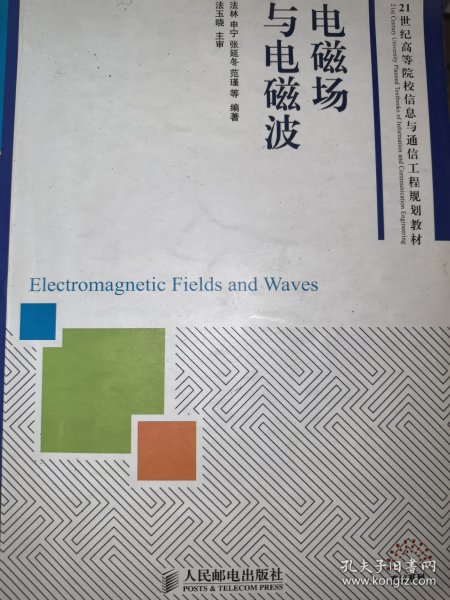 21世纪高等院校信息与通信工程规划教材
21st Century University Planned Textbooks of Information and Communication Engineering
电磁场
与电磁波
法林 申宁 张延冬 范瑾 等 编著
法玉晓 主审
Electromagnetic Fields and Waves
人民邮电出版社
POSTS & TELECOM PRESS
孔夫子旧书网
www.kongfz.com